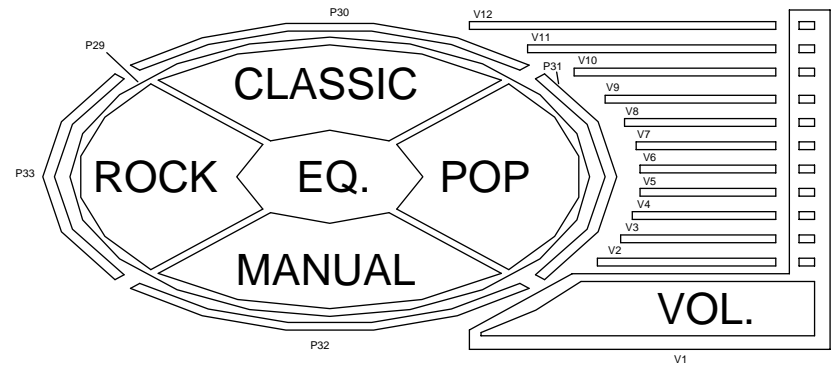 P30
V12
P29
V11
CLASSIC
P31
V10
V9
V8
V7
P33
ROCK
EQ.
POP
V6
V5
V4
V3
MANUAL
V2
VOL.
P32
V1